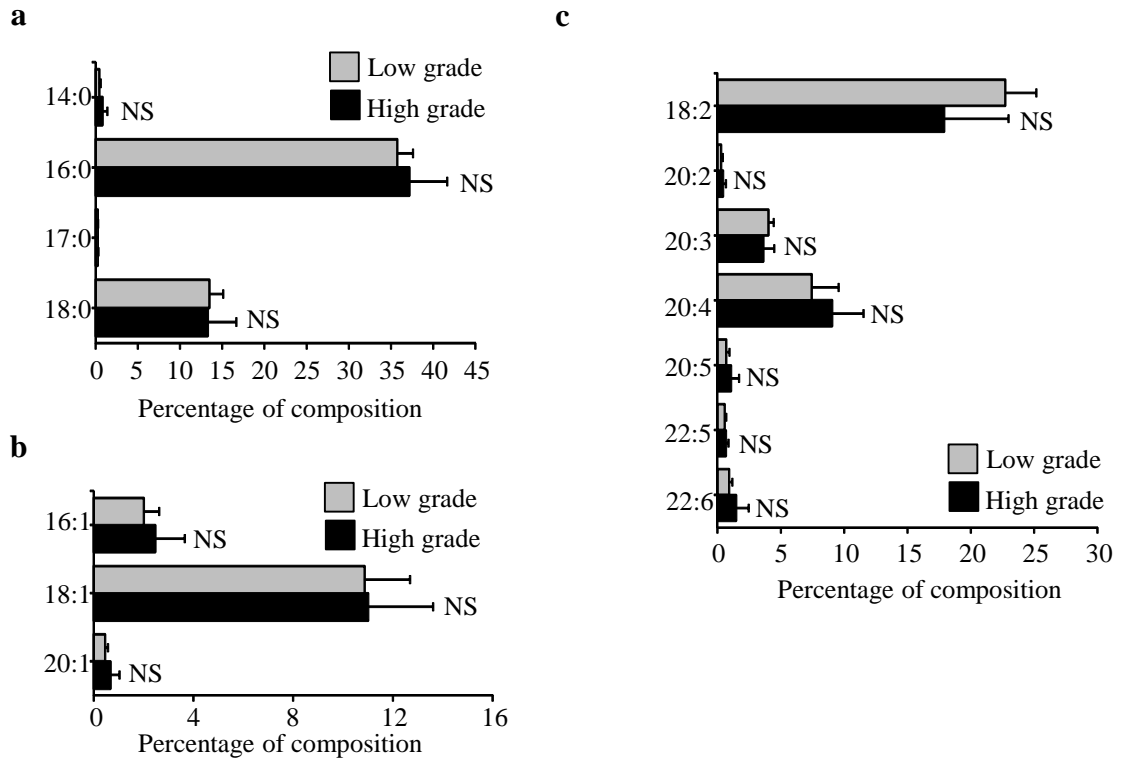 a
Low grade
High grade
14:0
NS
16:0
NS
17:0
18:0
NS
0 5 10 15 20 25 30 35 40 45
Percentage of composition
b
Low grade
High grade
16:1
NS
18:1
NS
20:1
NS
0 4 8 12 16
Percentage of composition
c
18:2
NS
20:2
NS
20:3
NS
20:4
NS
20:5
NS
22:5
NS
22:6
NS
Low grade
High grade
0 5 10 15 20 25 30
Percentage of composition